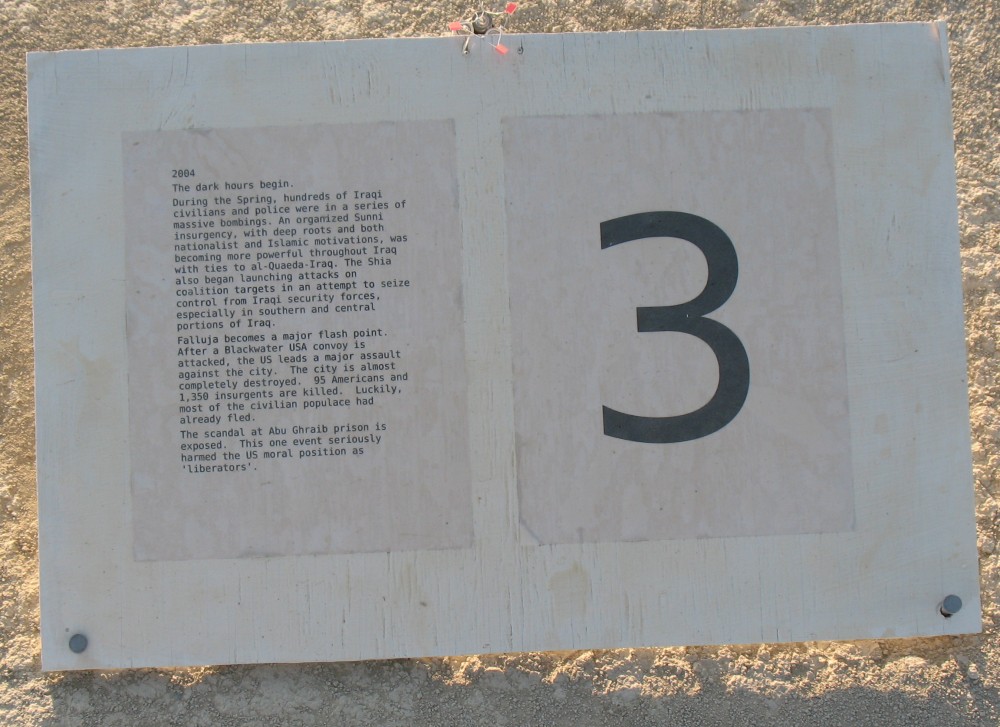 2004
The dark hours begin.
During the Spring, hundreds of Iraqi
civilians and police were in a series of
massive bombings. An organized Sunni
insurgency, with deep roots and both
nationalist and Islamic motivations, was
becoming more powerful throughout Iraq
with ties to al-Quaeda-Iraq. The Shia
also began launching attacks on
coalition targets in an attempt to seize
control from Iraqi security forces,
especially in southern and central
portions of Iraq.
Falluja becomes a major flash point.
After a Blackwater USA convoy is
attacked, the US leads a major assault
against the city. The city is almost
completely destroyed. 95 Americans and
1,350 insurgents are killed. Luckily,
most of the civilian populace had
already fled.
The scandal at Abu Ghraib prison is
exposed. This one event seriously
harmed the US moral position as
'liberators'.
3